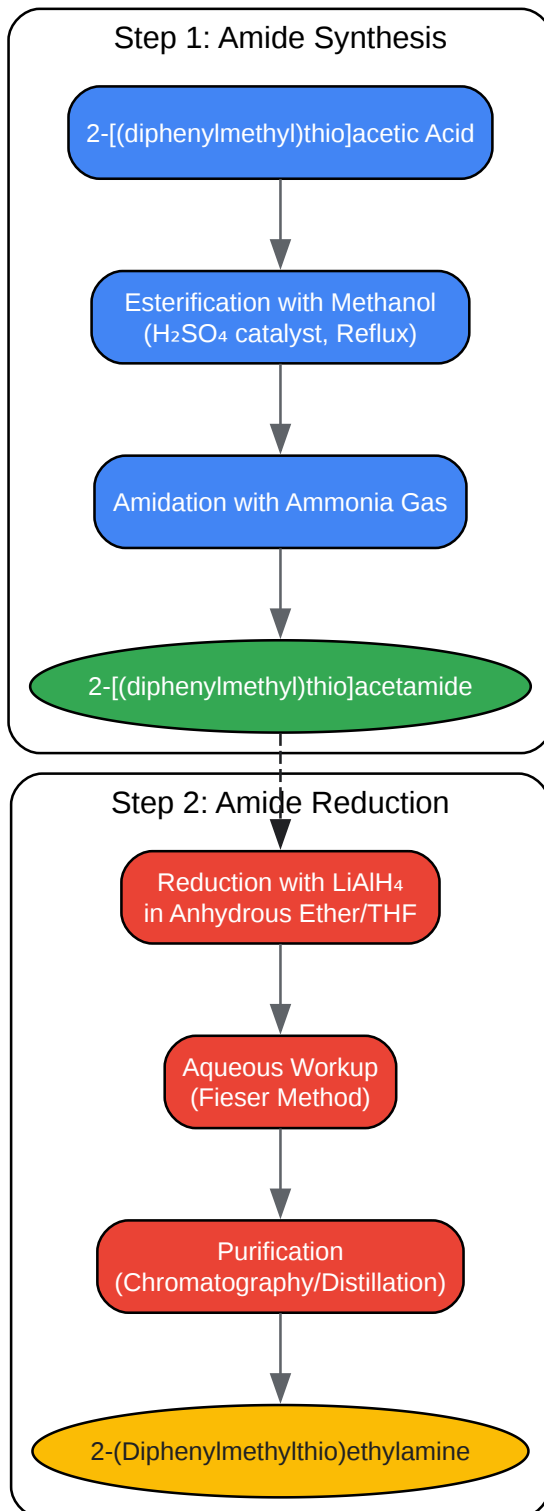 Step 1: Amide Synthesis
2-[(diphenylmethyl)thio]acetic Acid
Esterification with Methanol
(H₂SO₄ catalyst, Reflux)
Amidation with Ammonia Gas
2-[(diphenylmethyl)thio]acetamide
Step 2: Amide Reduction
Reduction with LiAlH₄
in Anhydrous Ether/THF
Aqueous Workup
(Fieser Method)
Purification
(Chromatography/Distillation)
2-(Diphenylmethylthio)ethylamine